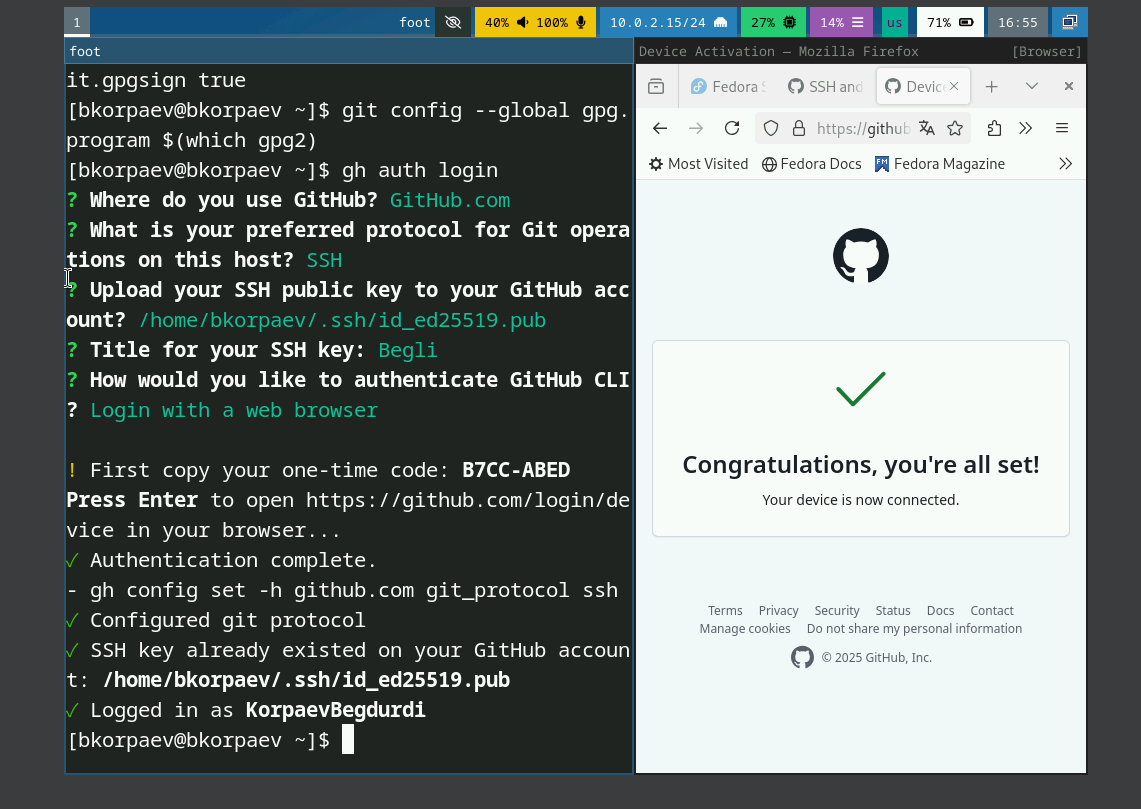 1 foot 40% 100% 10.0.2.15/24 27% 14% us 71% 16:55
foot
it.gpgsign true
[bkorpaev@bkorpaev ~]$ git config --global gpg.
program $(which gpg2)
[bkorpaev@bkorpaev ~]$ gh auth login
? Where do you use GitHub? GitHub.com
? What is your preferred protocol for Git opera
tions on this host? SSH
? Upload your SSH public key to your GitHub acc
ount? /home/bkorpaev/.ssh/id_ed25519.pub
? Title for your SSH key: Begli
? How would you like to authenticate GitHub CLI
? Login with a web browser
! First copy your one-time code: B7CC-ABED
Press Enter to open https://github.com/login/de
vice in your browser...
✓ Authentication complete.
- gh config set -h github.com git_protocol ssh
✓ Configured git protocol
✓ SSH key already existed on your GitHub accoun
t: /home/bkorpaev/.ssh/id_ed25519.pub
✓ Logged in as KorpaevBegdurdi
[bkorpaev@bkorpaev ~]$
Device Activation — Mozilla Firefox [Browser]
Fedora S SSH and Device
https://github
Most Visited Fedora Docs Fedora Magazine
Congratulations, you're all set!
Your device is now connected.
Terms Privacy Security Status Docs Contact
Manage cookies Do not share my personal information
© 2025 GitHub, Inc.